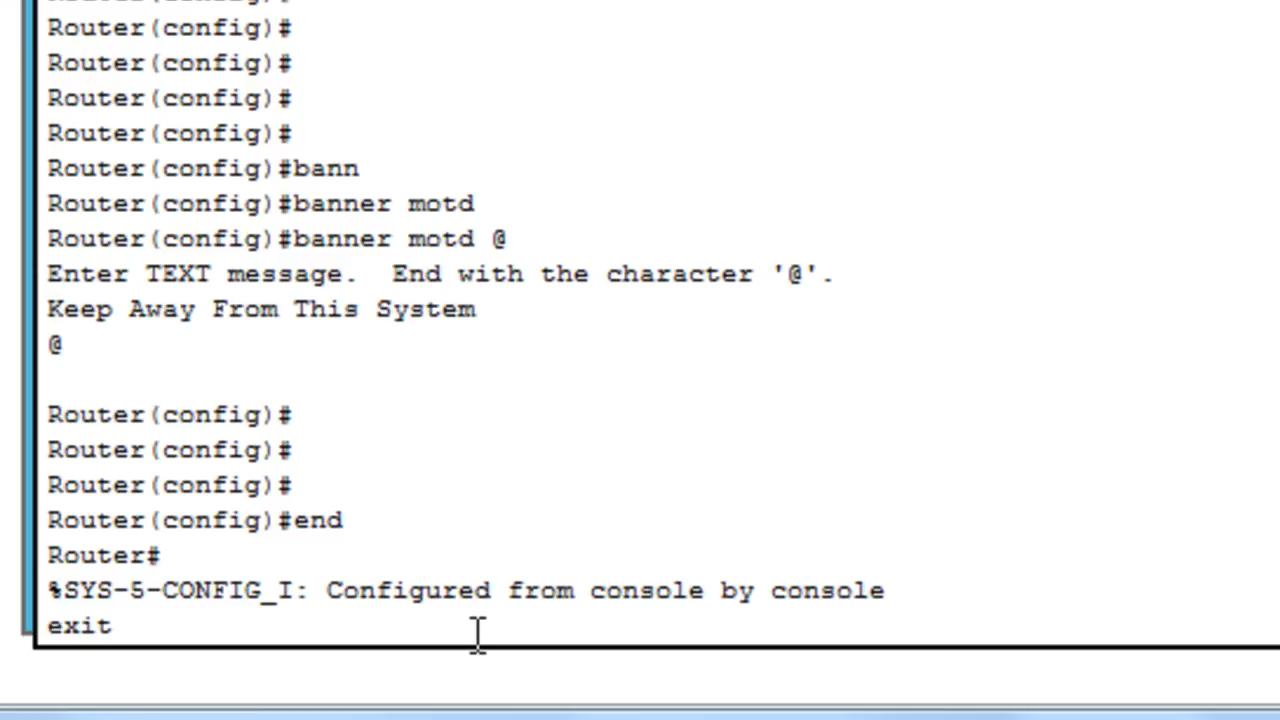 Router(config)#
Router(config)#
Router(config)#
Router(config)#
Router(config)#bann
Router(config)#banner motd
Router(config)#banner motd @
Enter TEXT message.  End with the character '@'.
Keep Away From This System
@
Router(config)#
Router(config)#
Router(config)#
Router(config)#end
Router#
%SYS-5-CONFIG_I: Configured from console by console
exit